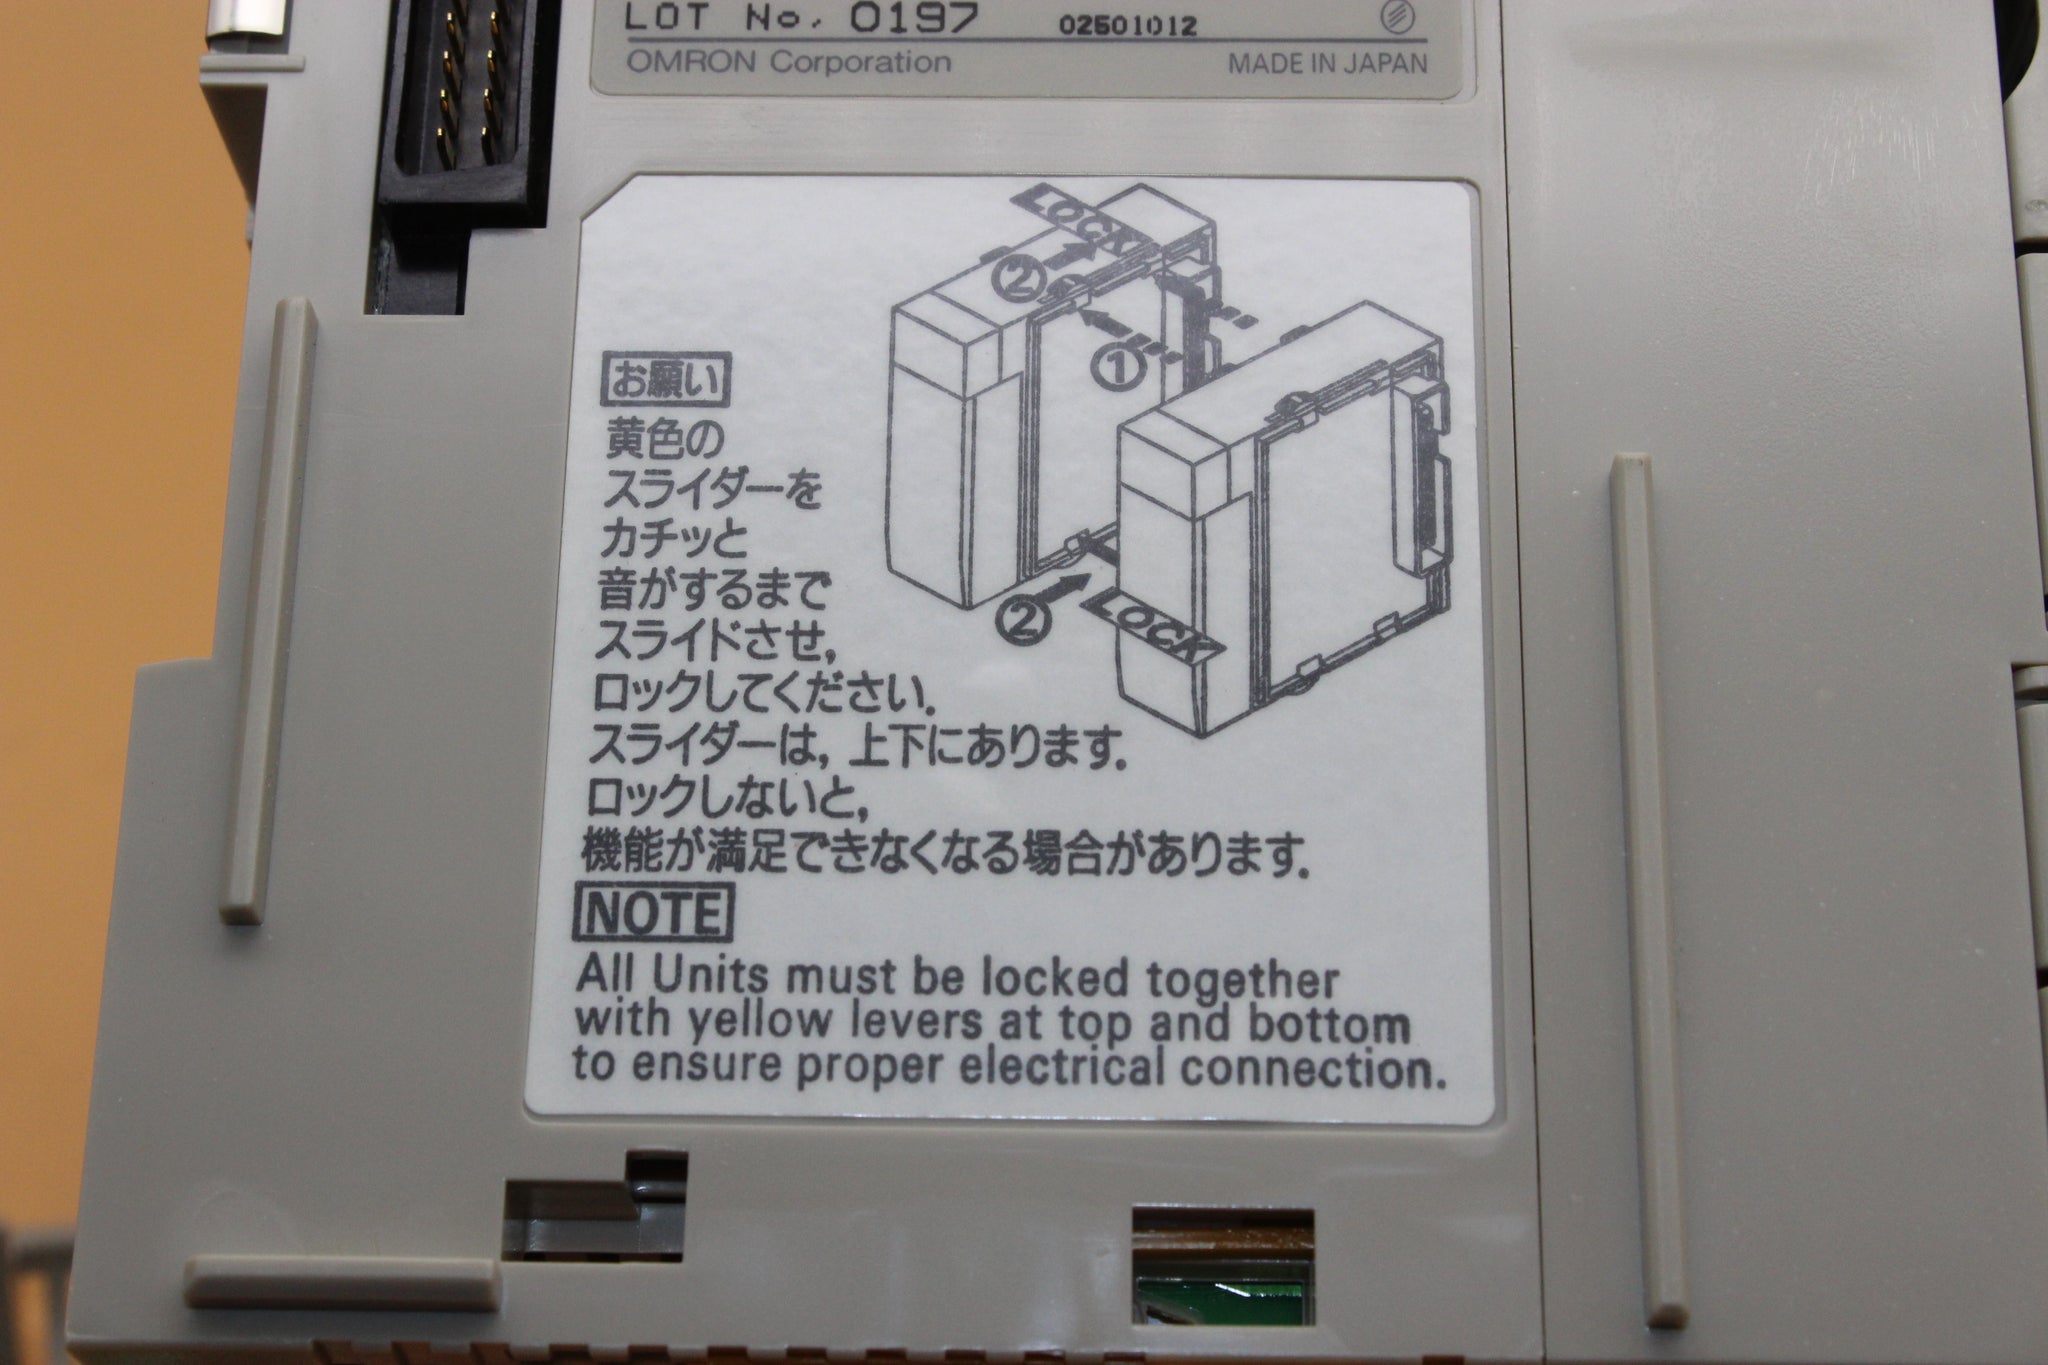 LOT No. 0197 02501012
OMRON Corporation MADE IN JAPAN
LOCK
②
①
②
LOCK
お願い
黄色の
スライダーを
カチッと
音がするまで
スライドさせ,
ロックしてください.
スライダーは, 上下にあります.
ロックしないと,
機能が満足できなくなる場合があります.
NOTE
All Units must be locked together
with yellow levers at top and bottom
to ensure proper electrical connection.